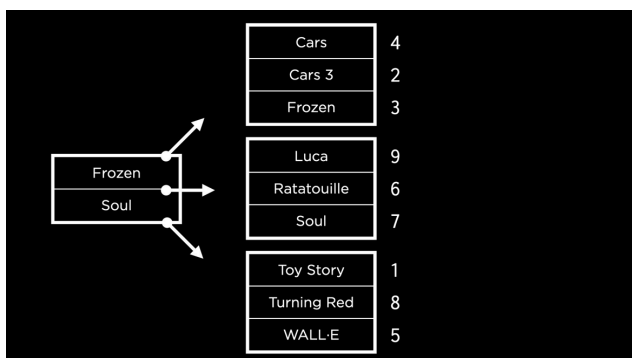 Cars 4
Cars 3 2
Frozen 3
Frozen
Soul
Luca 9
Ratatouille 6
Soul 7
Toy Story 1
Turning Red 8
WALL·E 5